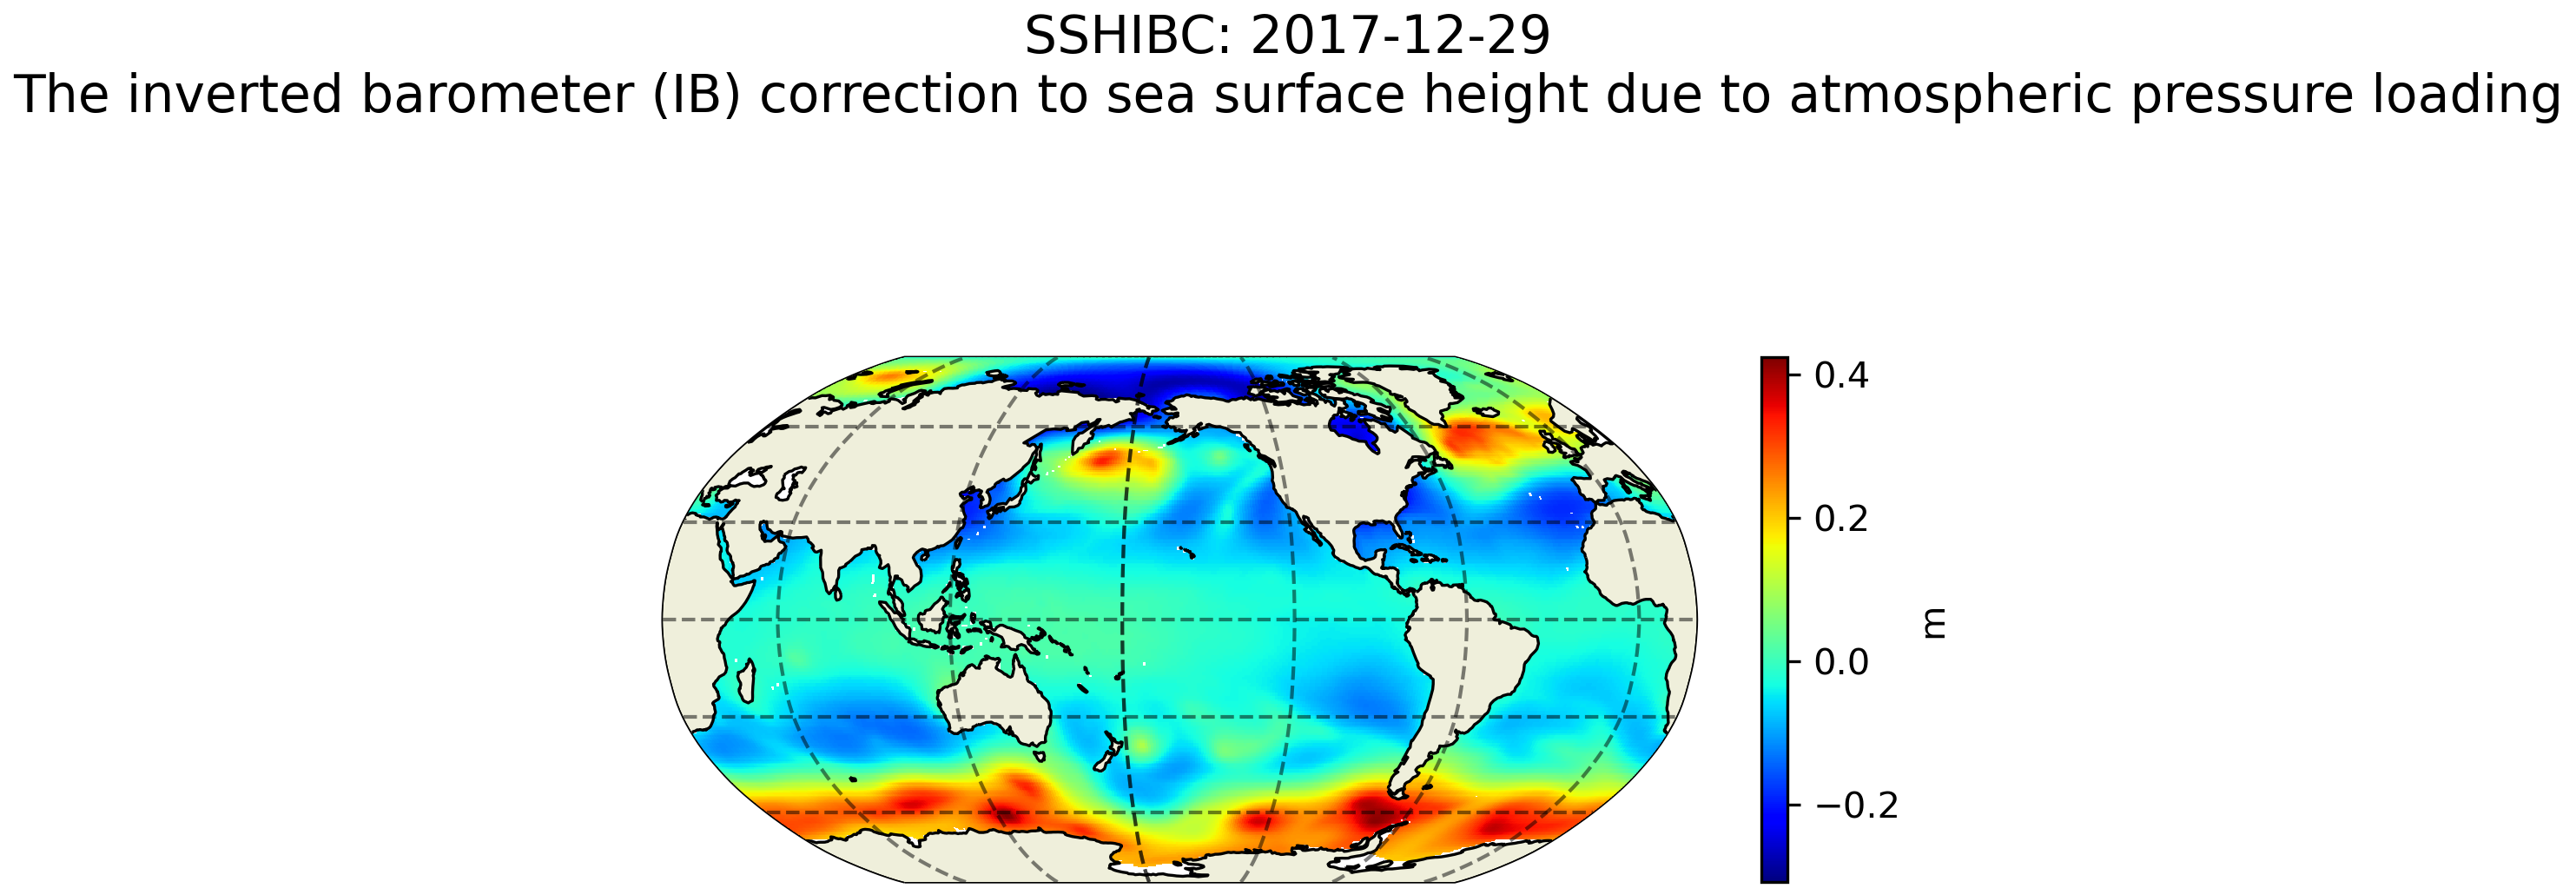 SSHIBC: 2017-12-29
The inverted barometer (IB) correction to sea surface height due to atmospheric pressure loading
0.4
0.2
0.0
−0.2
m